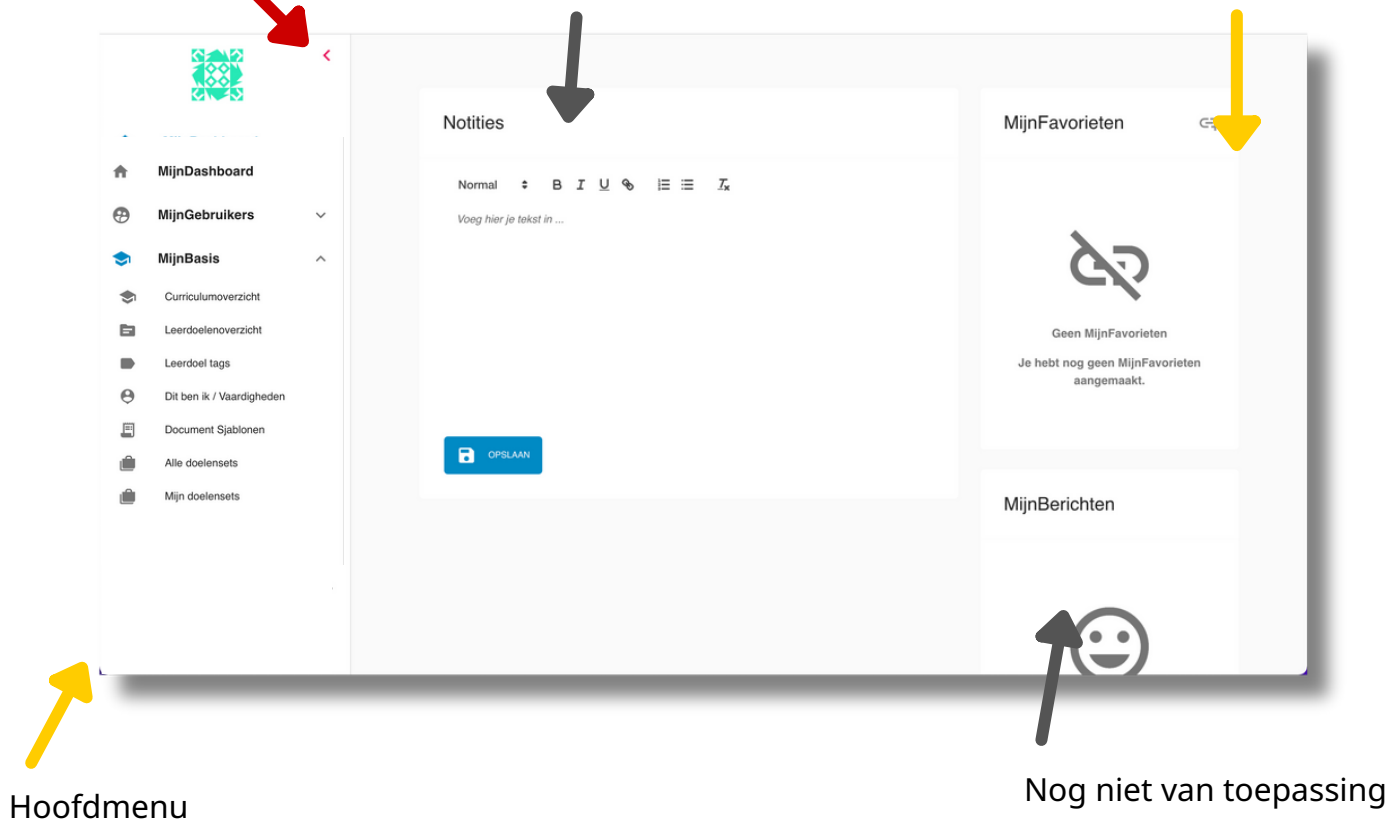 MijnDashboard
MijnGebruikers
MijnBasis
Curriculumoverzicht
Leerdoelenoverzicht
Leerdoel tags
Dit ben ik / Vaardigheden
Document Sjablonen
Alle doelensets
Mijn doelensets
Notities
Normal B I U Tx
Voeg hier je tekst in ...
OPSLAAN
MijnFavorieten
Geen MijnFavorieten
Je hebt nog geen MijnFavorieten
aangemaakt.
MijnBerichten
Nog niet van toepassing
Hoofdmenu